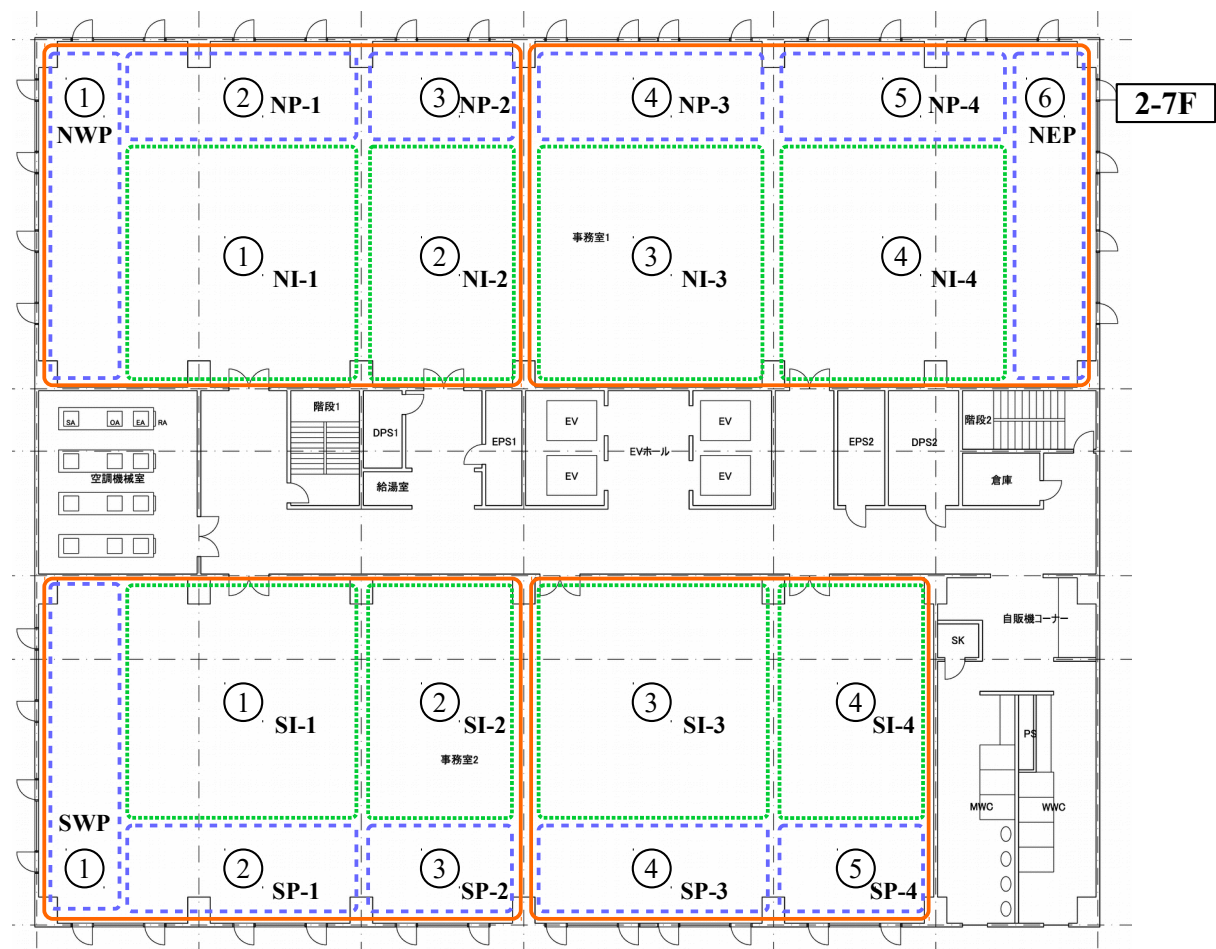 ① ② ③ ④ ⑤ ⑥
NWP NP-1 NP-2 NP-3 NP-4 NEP
2-7F
事務室1
① ② ③ ④
NI-1 NI-2 NI-3 NI-4
階段1
階段2
SA OA EA RA
DPS1
EPS1
EV
EV
EVホール
EPS2
DPS2
空調機械室
給湯室
EV
EV
倉庫
自販機コーナー
SK
① ② ③ ④
SI-1 SI-2 SI-3 SI-4
事務室2
PS
MWC
WWC
SWP
① ② ③ ④ ⑤
SP-1 SP-2 SP-3 SP-4